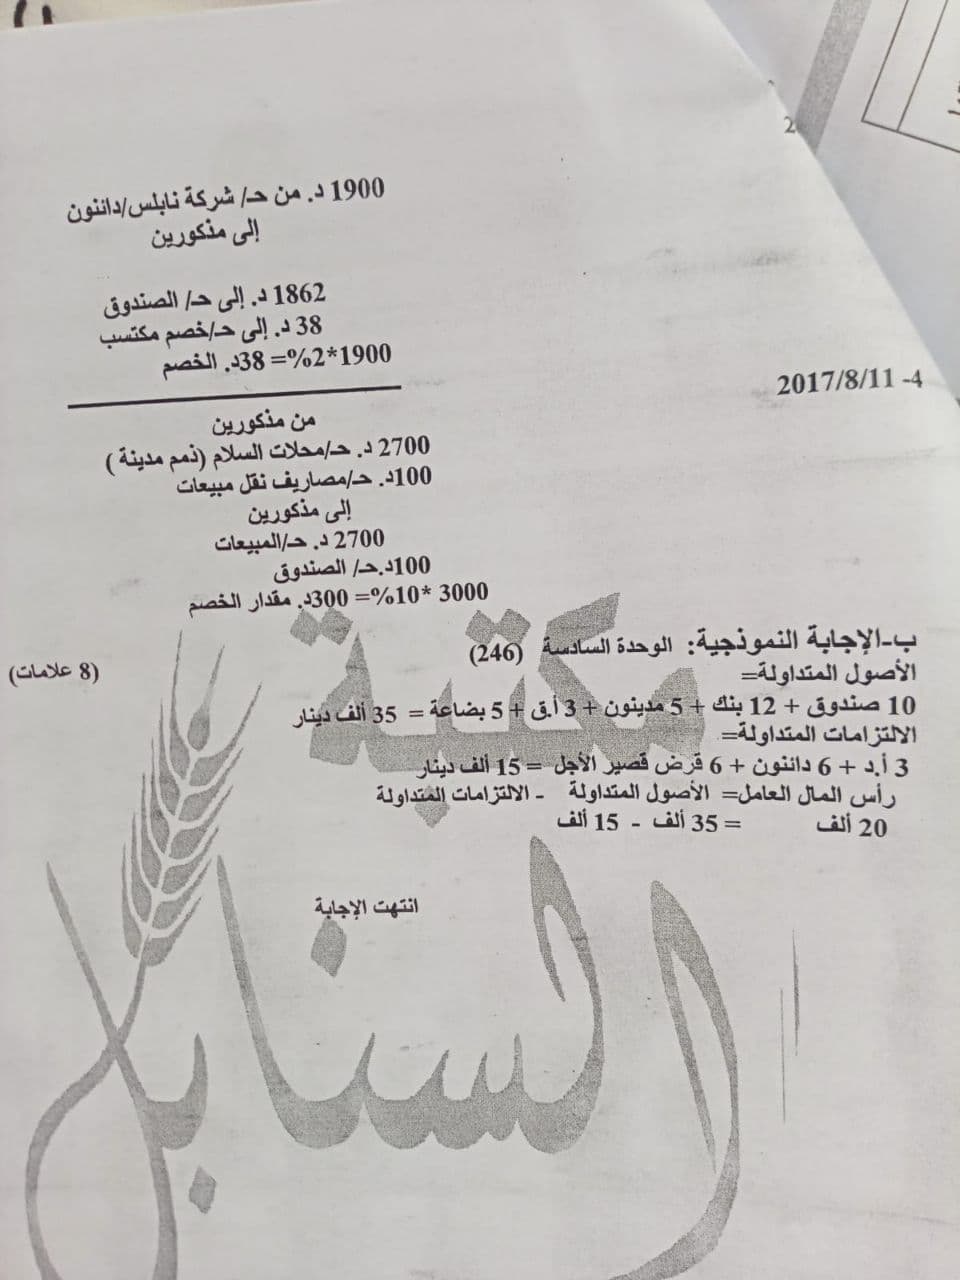 2
1900 د. من حـ/ شركة نابلس/دائنون
إلى مذكورين
1862 د. إلى حـ/ الصندوق
38 د. إلى حـ/خصم مكتسب
1900*2%= 38د. الخصم
4- 2017/8/11
من مذكورين
2700 د. حـ/محلات السلام (ذمم مدينة )
100د. حـ/مصاريف نقل مبيعات
إلى مذكورين
2700 د. حـ/المبيعات
100د.حـ/ الصندوق
3000 *10%= 300د. مقدار الخصم
ب-الإجابة النموذجية: الوحدة السادسة (246)
(8 علامات)
الأصول المتداولة=
10 صندوق + 12 بنك + 5 مدينون + 3 أ.ق + 5 بضاعة = 35 ألف دينار
الالتزامات المتداولة=
3 أ.د + 6 دائنون + 6 قرض قصير الأجل = 15 ألف دينار
رأس المال العامل= الأصول المتداولة - الالتزامات المتداولة
20 ألف = 35 ألف - 15 ألف
انتهت الإجابة
مكتبة
السنابل